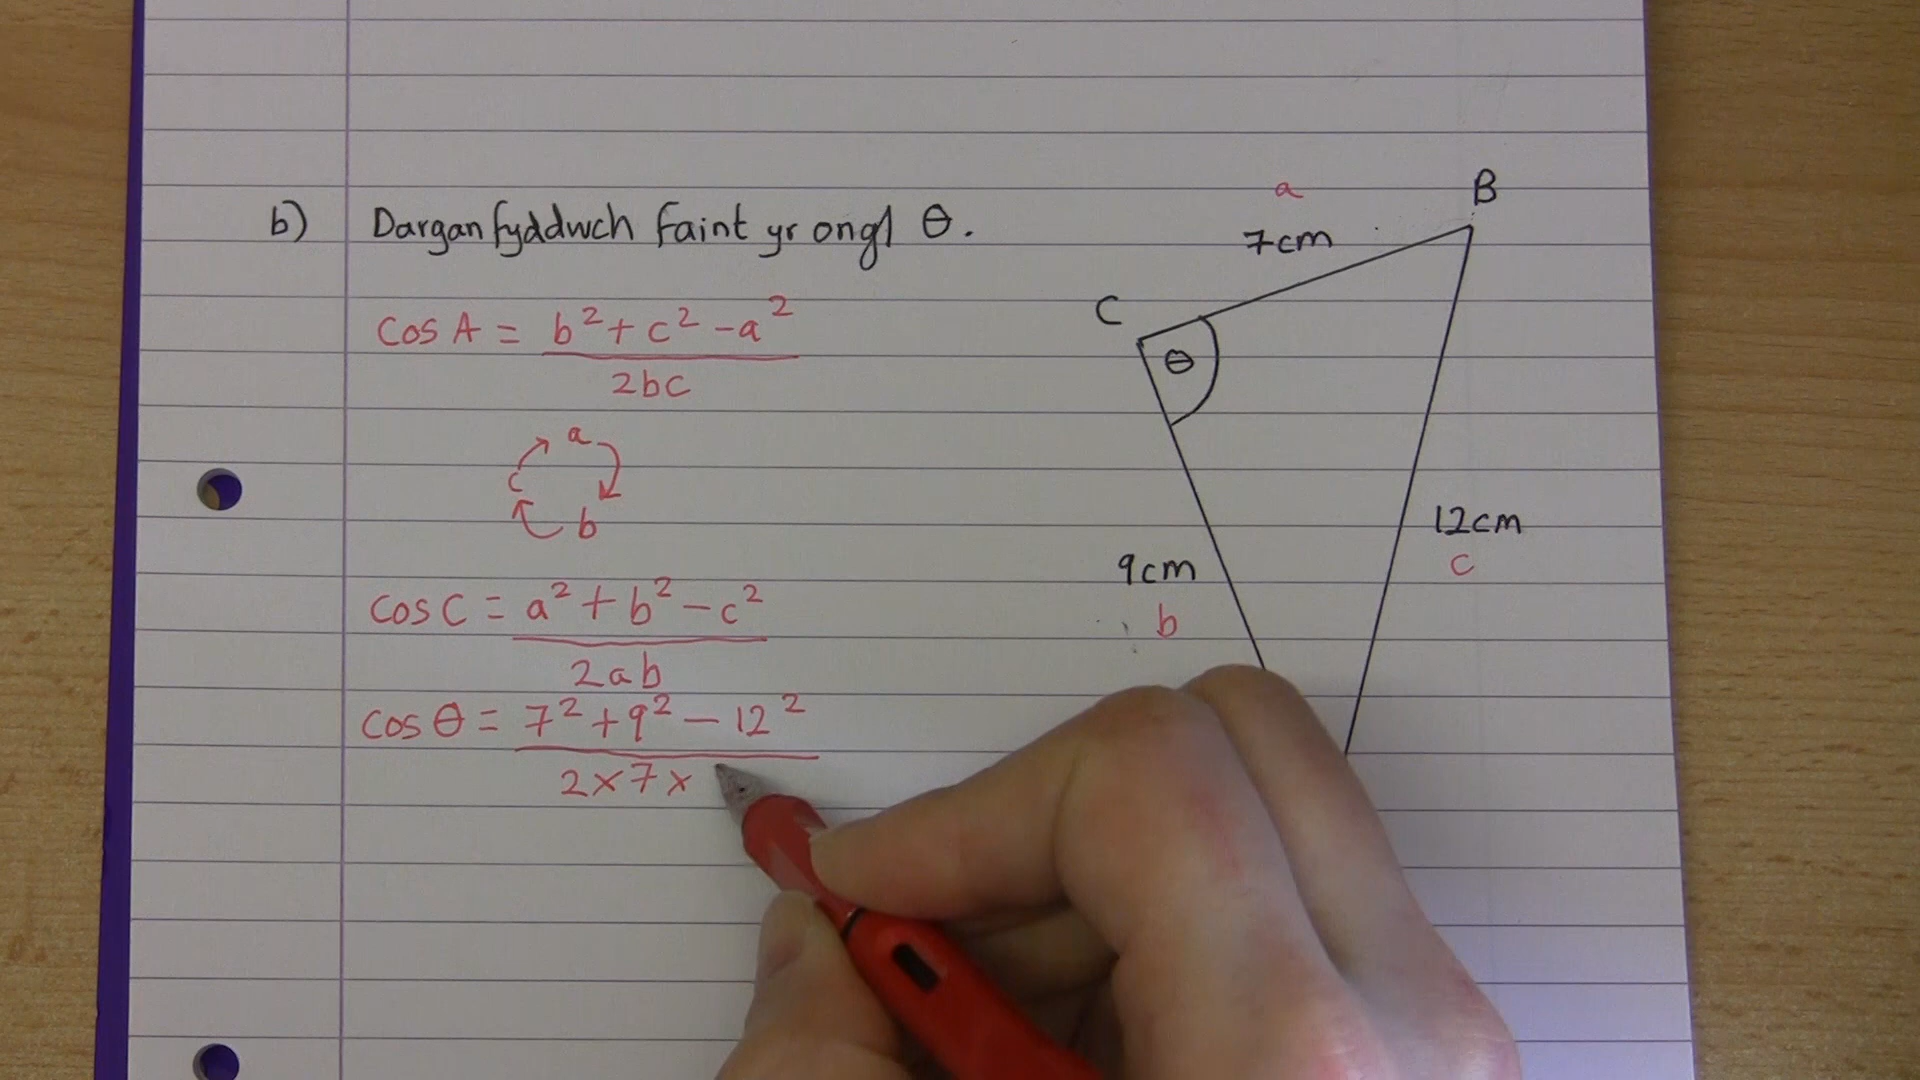 b) Darganfyddwch faint yr ongl θ.
cos A = b² + c² - a²
2bc
a
c
b
cos C = a² + b² - c²
2ab
cos θ = 7² + 9² - 12²
2 × 7 ×
a
B
7cm
C
θ
12cm
c
9cm
b